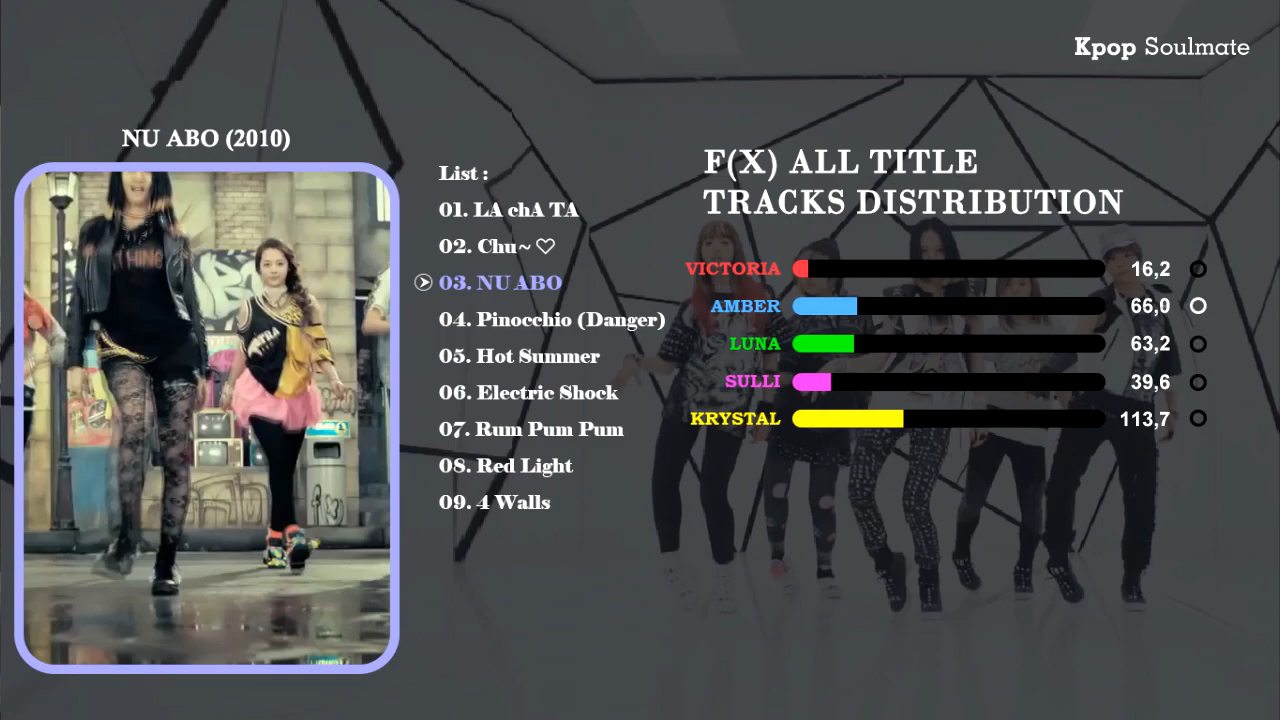 Kpop Soulmate
NU ABO (2010)
List :
01. LA chA TA
02. Chu~ ♡
03. NU ABO
04. Pinocchio (Danger)
05. Hot Summer
06. Electric Shock
07. Rum Pum Pum
08. Red Light
09. 4 Walls
F(X) ALL TITLE
TRACKS DISTRIBUTION
VICTORIA 16,2
AMBER 66,0
LUNA 63,2
SULLI 39,6
KRYSTAL 113,7